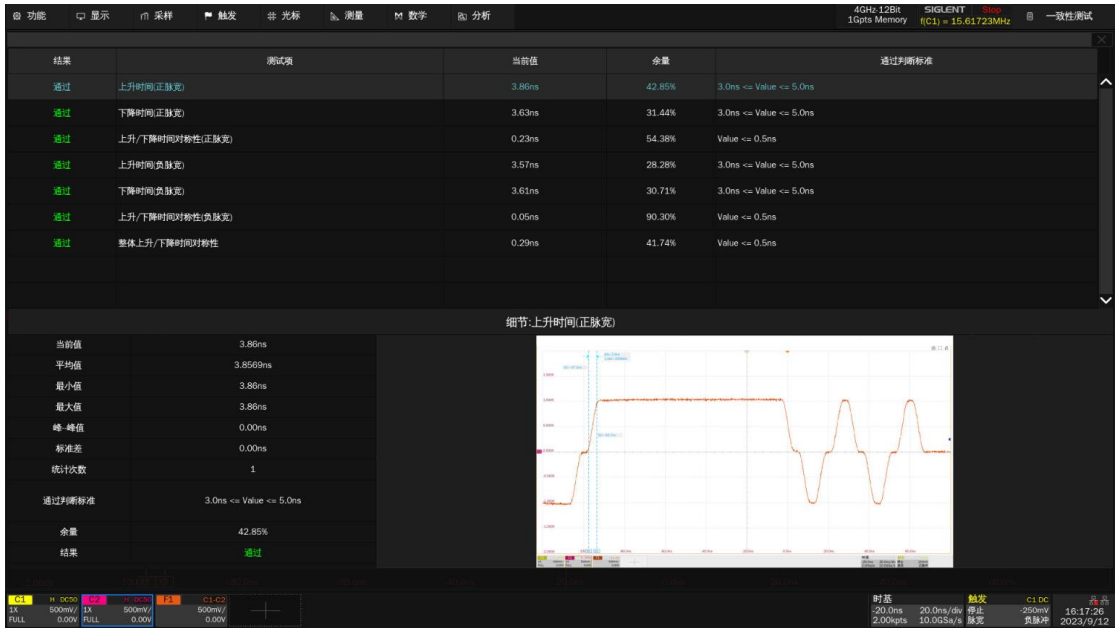 功能 显示 采样 触发 光标 测量 数学 分析 4GHz-12Bit SIGLENT Stop 一致性测试
1Gpts Memory f(C1) = 15.61723MHz
结果 测试项 当前值 余量 通过判断标准
通过 上升时间(正脉宽) 3.86ns 42.85% 3.0ns <= Value <= 5.0ns
通过 下降时间(正脉宽) 3.63ns 31.44% 3.0ns <= Value <= 5.0ns
通过 上升/下降时间对称性(正脉宽) 0.23ns 54.38% Value <= 0.5ns
通过 上升时间(负脉宽) 3.57ns 28.28% 3.0ns <= Value <= 5.0ns
通过 下降时间(负脉宽) 3.61ns 30.71% 3.0ns <= Value <= 5.0ns
通过 上升/下降时间对称性(负脉宽) 0.05ns 90.30% Value <= 0.5ns
通过 整体上升/下降时间对称性 0.29ns 41.74% Value <= 0.5ns
细节:上升时间(正脉宽)
当前值 3.86ns
平均值 3.8569ns
最小值 3.86ns
最大值 3.86ns
峰--峰值 0.00ns
标准差 0.00ns
统计次数 1
通过判断标准 3.0ns <= Value <= 5.0ns
余量 42.85%
结果 通过
C1 H DC50 C2 H DC50 F1 C1-C2 时基 触发 C1 DC
1X 500mV/ 1X 500mV/ 500mV/ -20.0ns 20.0ns/div 停止 -250mV 16:17:26
FULL 0.00V FULL 0.00V 0.00V 2.00kpts 10.0GSa/s 脉宽 负脉冲 2023/9/12